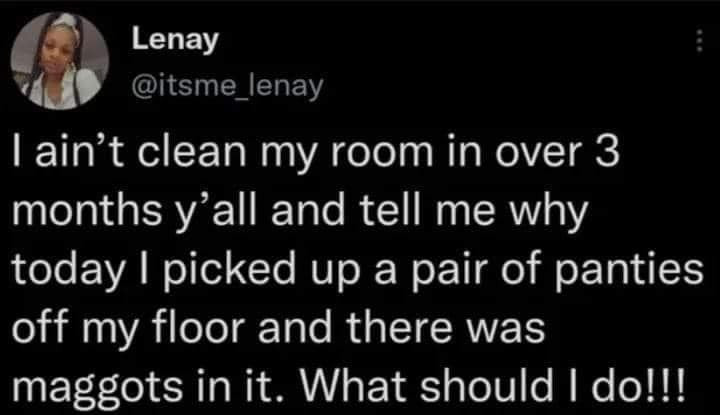 Lenay
@itsme_lenay
I ain’t clean my room in over 3
months y’all and tell me why
today I picked up a pair of panties
off my floor and there was
maggots in it. What should I do!!!